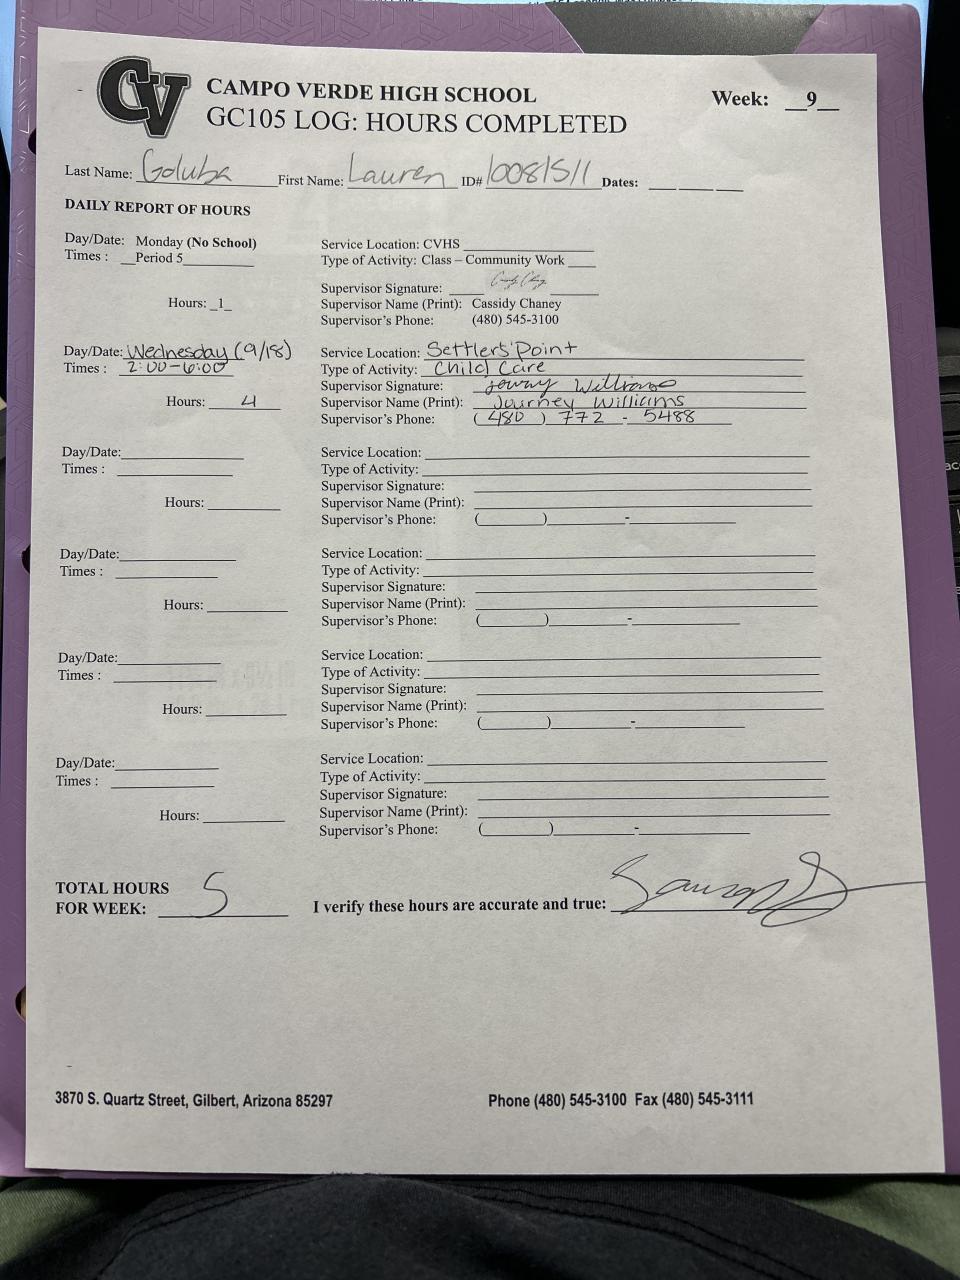 CV
CAMPO VERDE HIGH SCHOOL
Week: __9__
GC105 LOG: HOURS COMPLETED
Last Name: Goluba First Name: Lauren ID# 10081511 Dates: ____ ____ ____
DAILY REPORT OF HOURS
Day/Date: Monday (No School) Service Location: CVHS
Times : __Period 5 Type of Activity: Class – Community Work
Supervisor Signature:
Hours: _1_ Supervisor Name (Print): Cassidy Chaney
Supervisor's Phone: (480) 545-3100
Day/Date: Wednesday (9/18) Service Location: Settlers' Point
Times : 2:00-6:00 Type of Activity: Child Care
Supervisor Signature: Journey Williams
Hours: 4 Supervisor Name (Print): Journey Williams
Supervisor's Phone: (480) 772 - 5488
Day/Date: Service Location:
Times : Type of Activity:
Supervisor Signature:
Hours: Supervisor Name (Print):
Supervisor's Phone: ( ) -
Day/Date: Service Location:
Times : Type of Activity:
Supervisor Signature:
Hours: Supervisor Name (Print):
Supervisor's Phone: ( ) -
Day/Date: Service Location:
Times : Type of Activity:
Supervisor Signature:
Hours: Supervisor Name (Print):
Supervisor's Phone: ( ) -
Day/Date: Service Location:
Times : Type of Activity:
Supervisor Signature:
Hours: Supervisor Name (Print):
Supervisor's Phone: ( ) -
TOTAL HOURS
FOR WEEK: 5 I verify these hours are accurate and true:
3870 S. Quartz Street, Gilbert, Arizona 85297 Phone (480) 545-3100 Fax (480) 545-3111